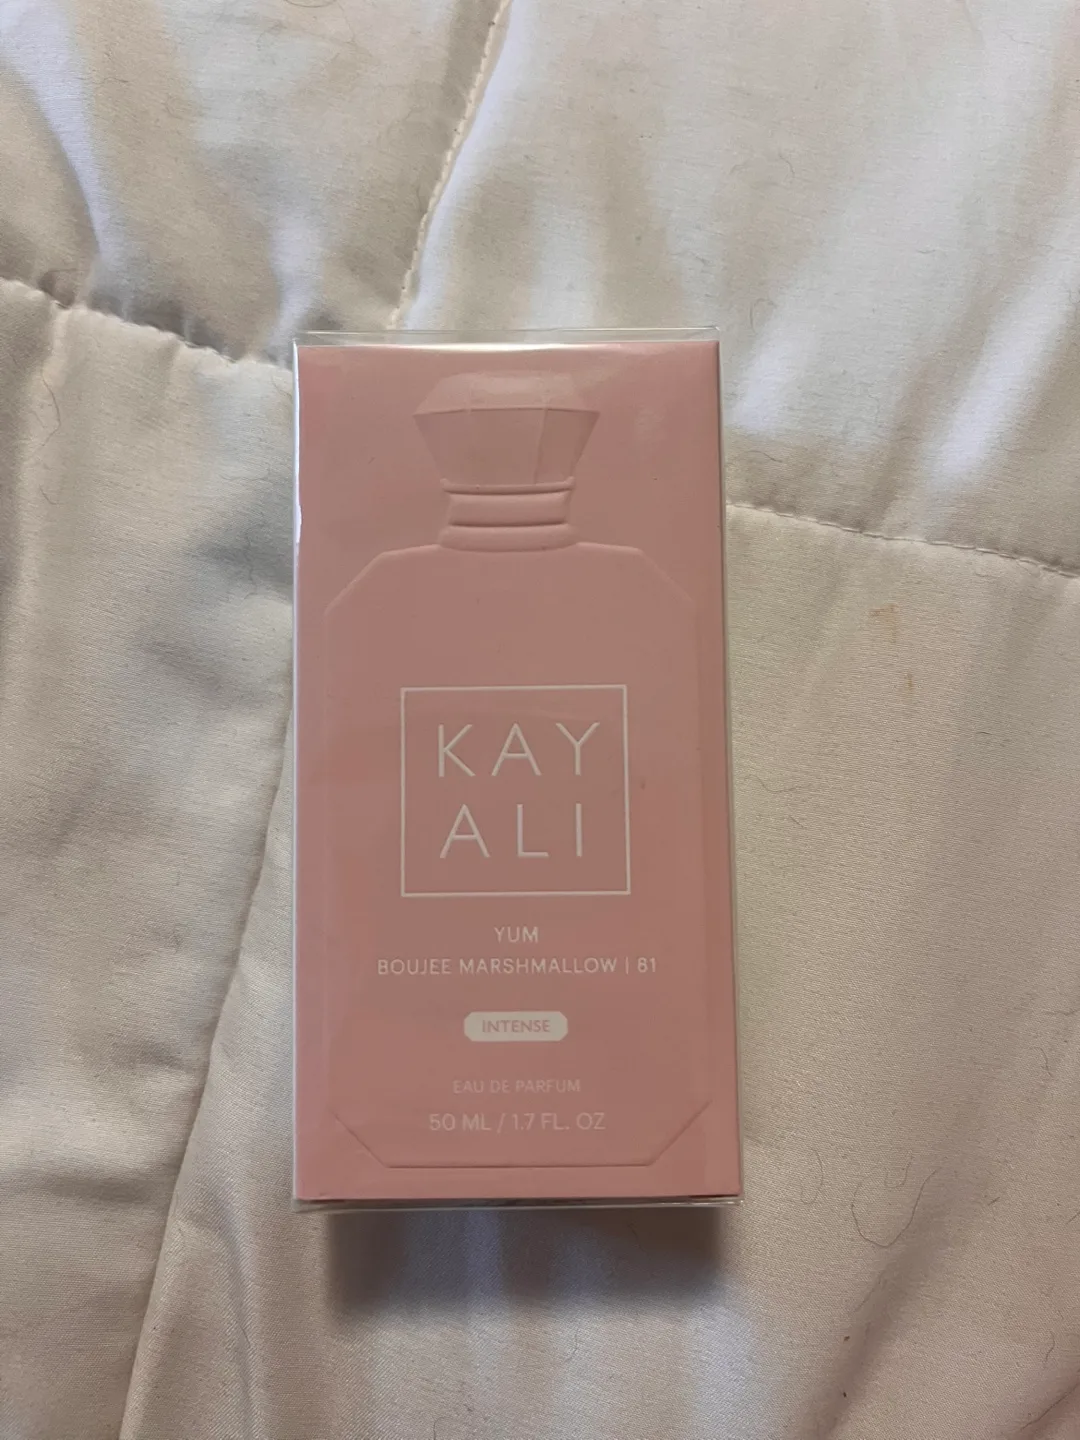 KAY
ALI
YUM
BOUJEE MARSHMALLOW | 81
INTENSE
EAU DE PARFUM
50 ML / 1.7 FL. OZ